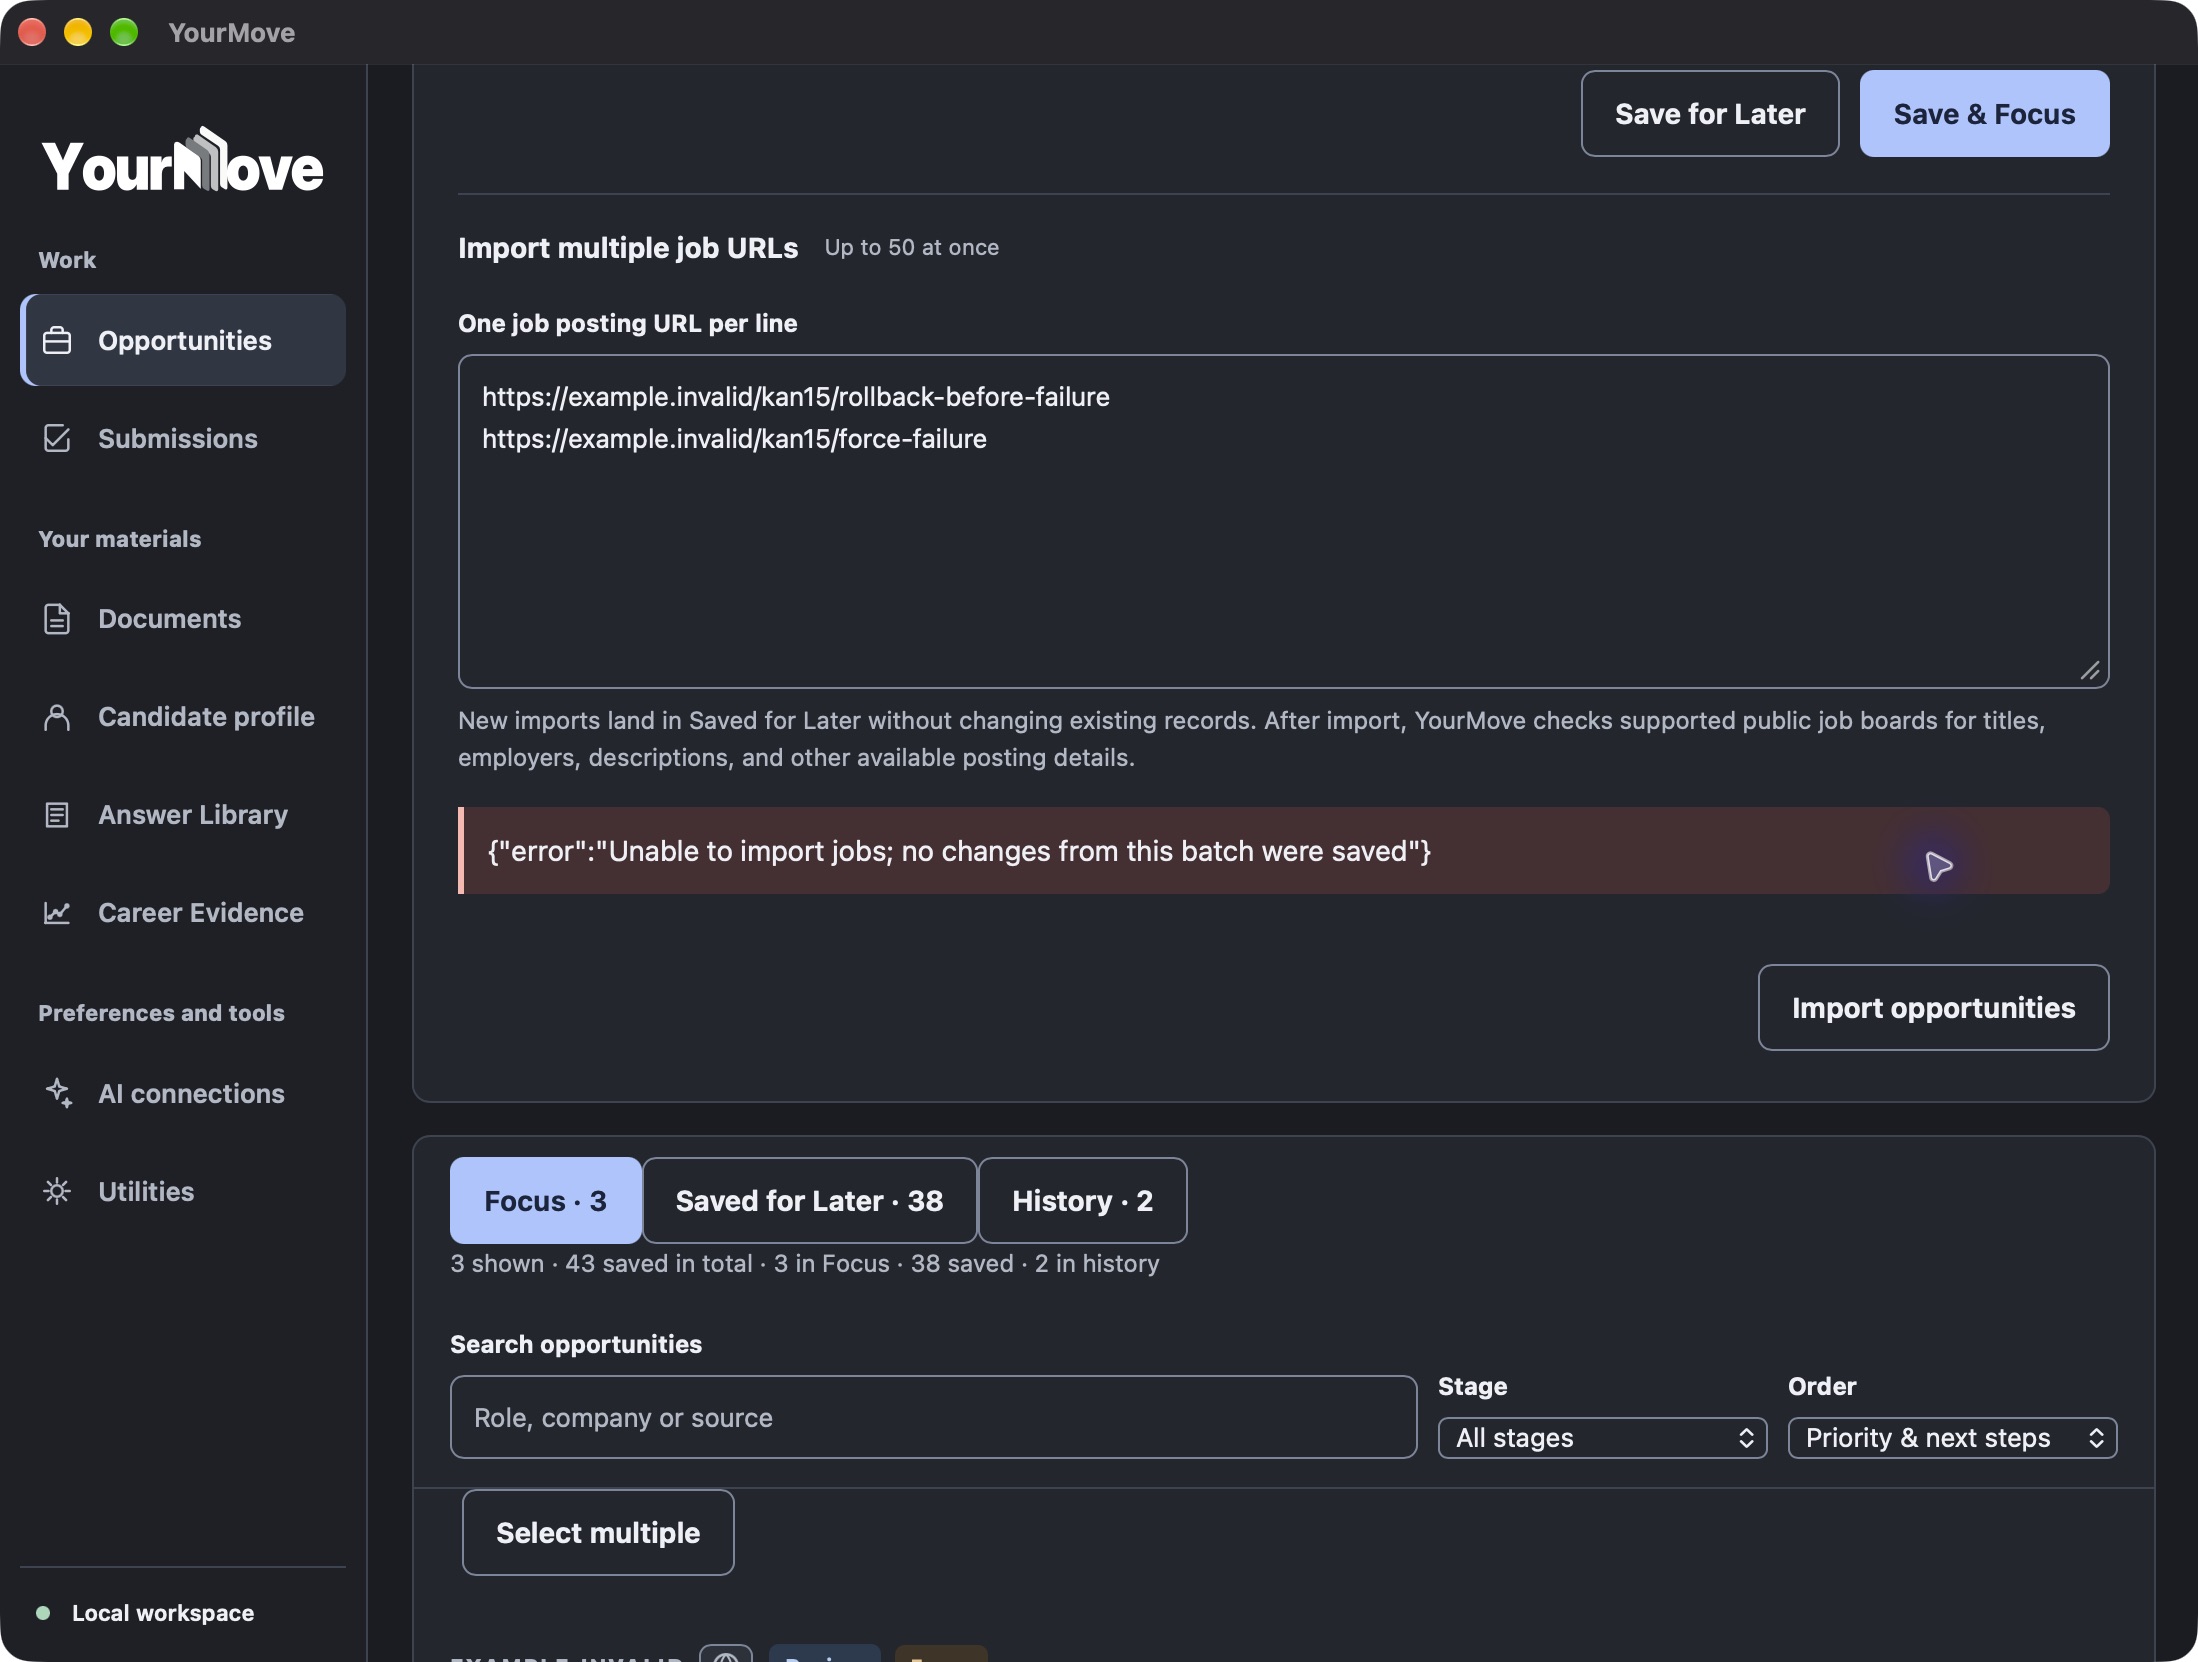 YourMove
YourMove
Work
Opportunities
Submissions
Your materials
Documents
Candidate profile
Answer Library
Career Evidence
Preferences and tools
AI connections
Utilities
Local workspace
Save for Later
Save & Focus
Import multiple job URLs Up to 50 at once
One job posting URL per line
https://example.invalid/kan15/rollback-before-failure
https://example.invalid/kan15/force-failure
New imports land in Saved for Later without changing existing records. After import, YourMove checks supported public job boards for titles,
employers, descriptions, and other available posting details.
{"error":"Unable to import jobs; no changes from this batch were saved"}
Import opportunities
Focus · 3
Saved for Later · 38
History · 2
3 shown · 43 saved in total · 3 in Focus · 38 saved · 2 in history
Search opportunities
Role, company or source
Stage
All stages
Order
Priority & next steps
Select multiple
EXAMPLE.INVALID